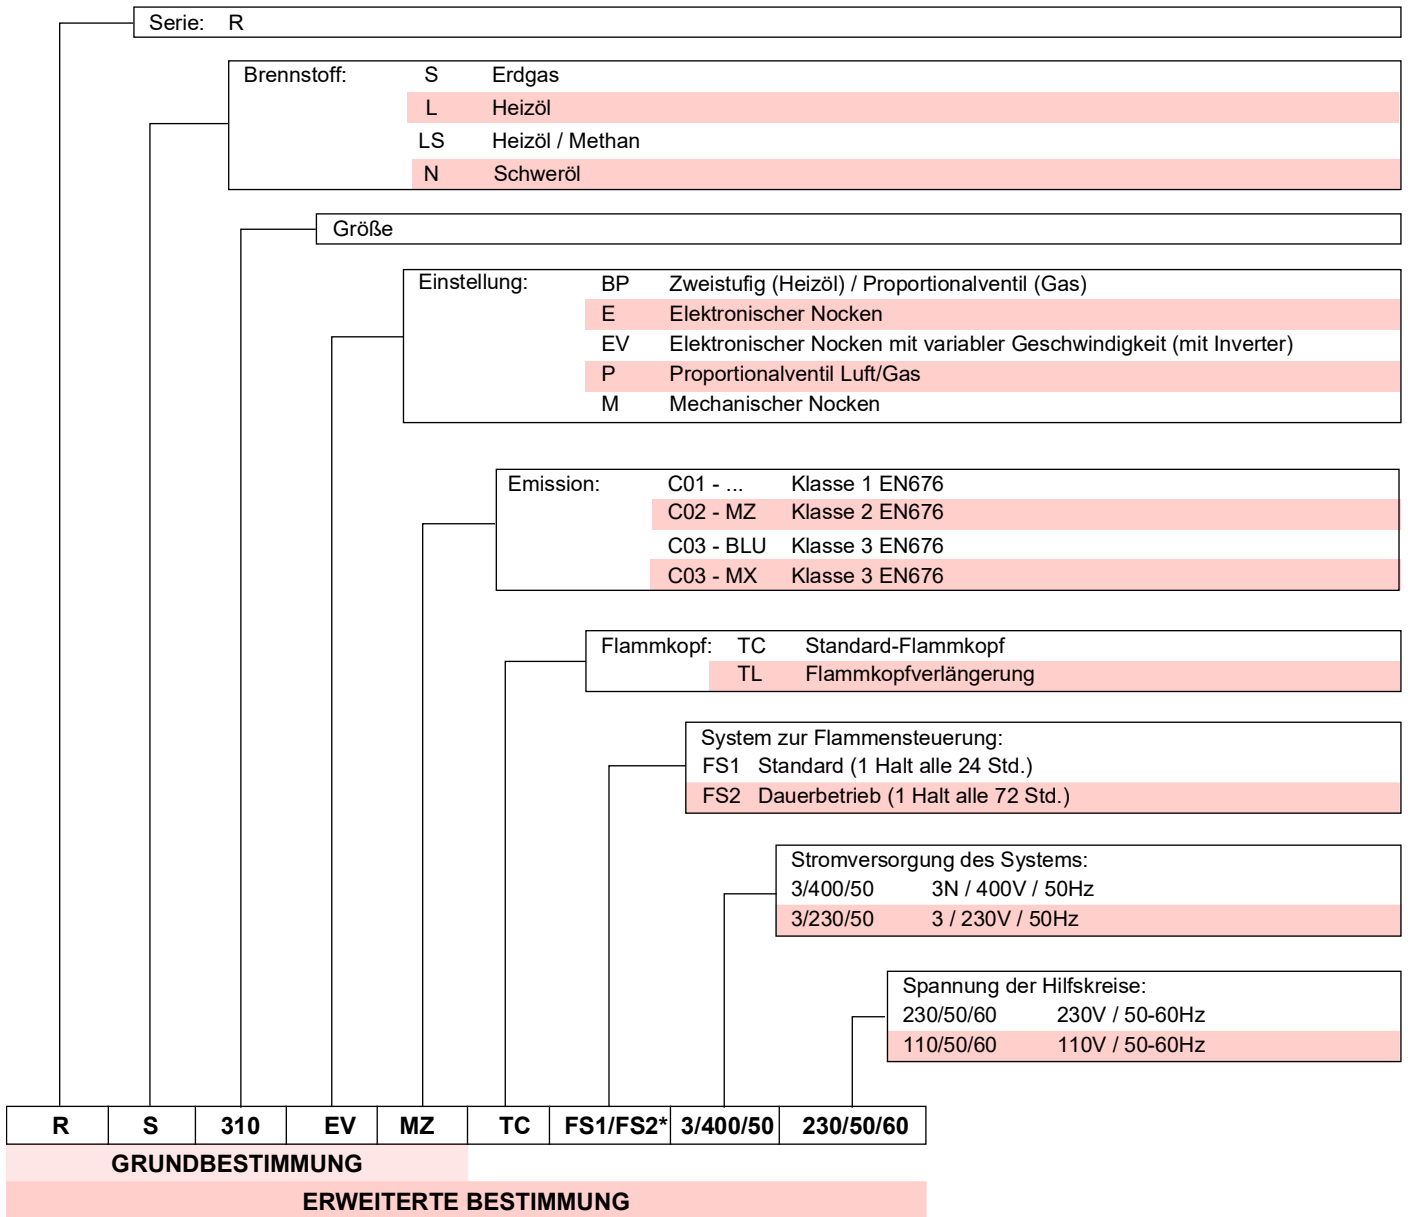 Serie: R
Brennstoff: S Erdgas
L Heizöl
LS Heizöl / Methan
N Schweröl
Größe
Einstellung: BP Zweistufig (Heizöl) / Proportionalventil (Gas)
E Elektronischer Nocken
EV Elektronischer Nocken mit variabler Geschwindigkeit (mit Inverter)
P Proportionalventil Luft/Gas
M Mechanischer Nocken
Emission: C01 - ... Klasse 1 EN676
C02 - MZ Klasse 2 EN676
C03 - BLU Klasse 3 EN676
C03 - MX Klasse 3 EN676
Flammkopf: TC Standard-Flammkopf
TL Flammkopfverlängerung
System zur Flammensteuerung:
FS1 Standard (1 Halt alle 24 Std.)
FS2 Dauerbetrieb (1 Halt alle 72 Std.)
Stromversorgung des Systems:
3/400/50 3N / 400V / 50Hz
3/230/50 3 / 230V / 50Hz
Spannung der Hilfskreise:
230/50/60 230V / 50-60Hz
110/50/60 110V / 50-60Hz
R S 310 EV MZ TC FS1/FS2* 3/400/50 230/50/60
GRUNDBESTIMMUNG
ERWEITERTE BESTIMMUNG